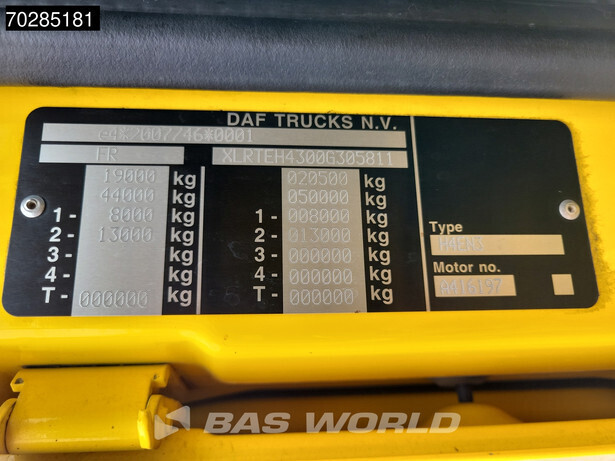 70285181
DAF TRUCKS N.V.
e4*2007/46*0001
FR XLRTEH4300G305811
19000 kg 020500 kg
44000 kg 050000 kg
1- 8000 kg 1- 008000 kg
2- 13000 kg 2- 013000 kg
3- kg 3- 000000 kg
4- kg 4- 000000 kg
T- 000000 kg T- 000000 kg
Type
Motor no.
A416197
BAS WORLD